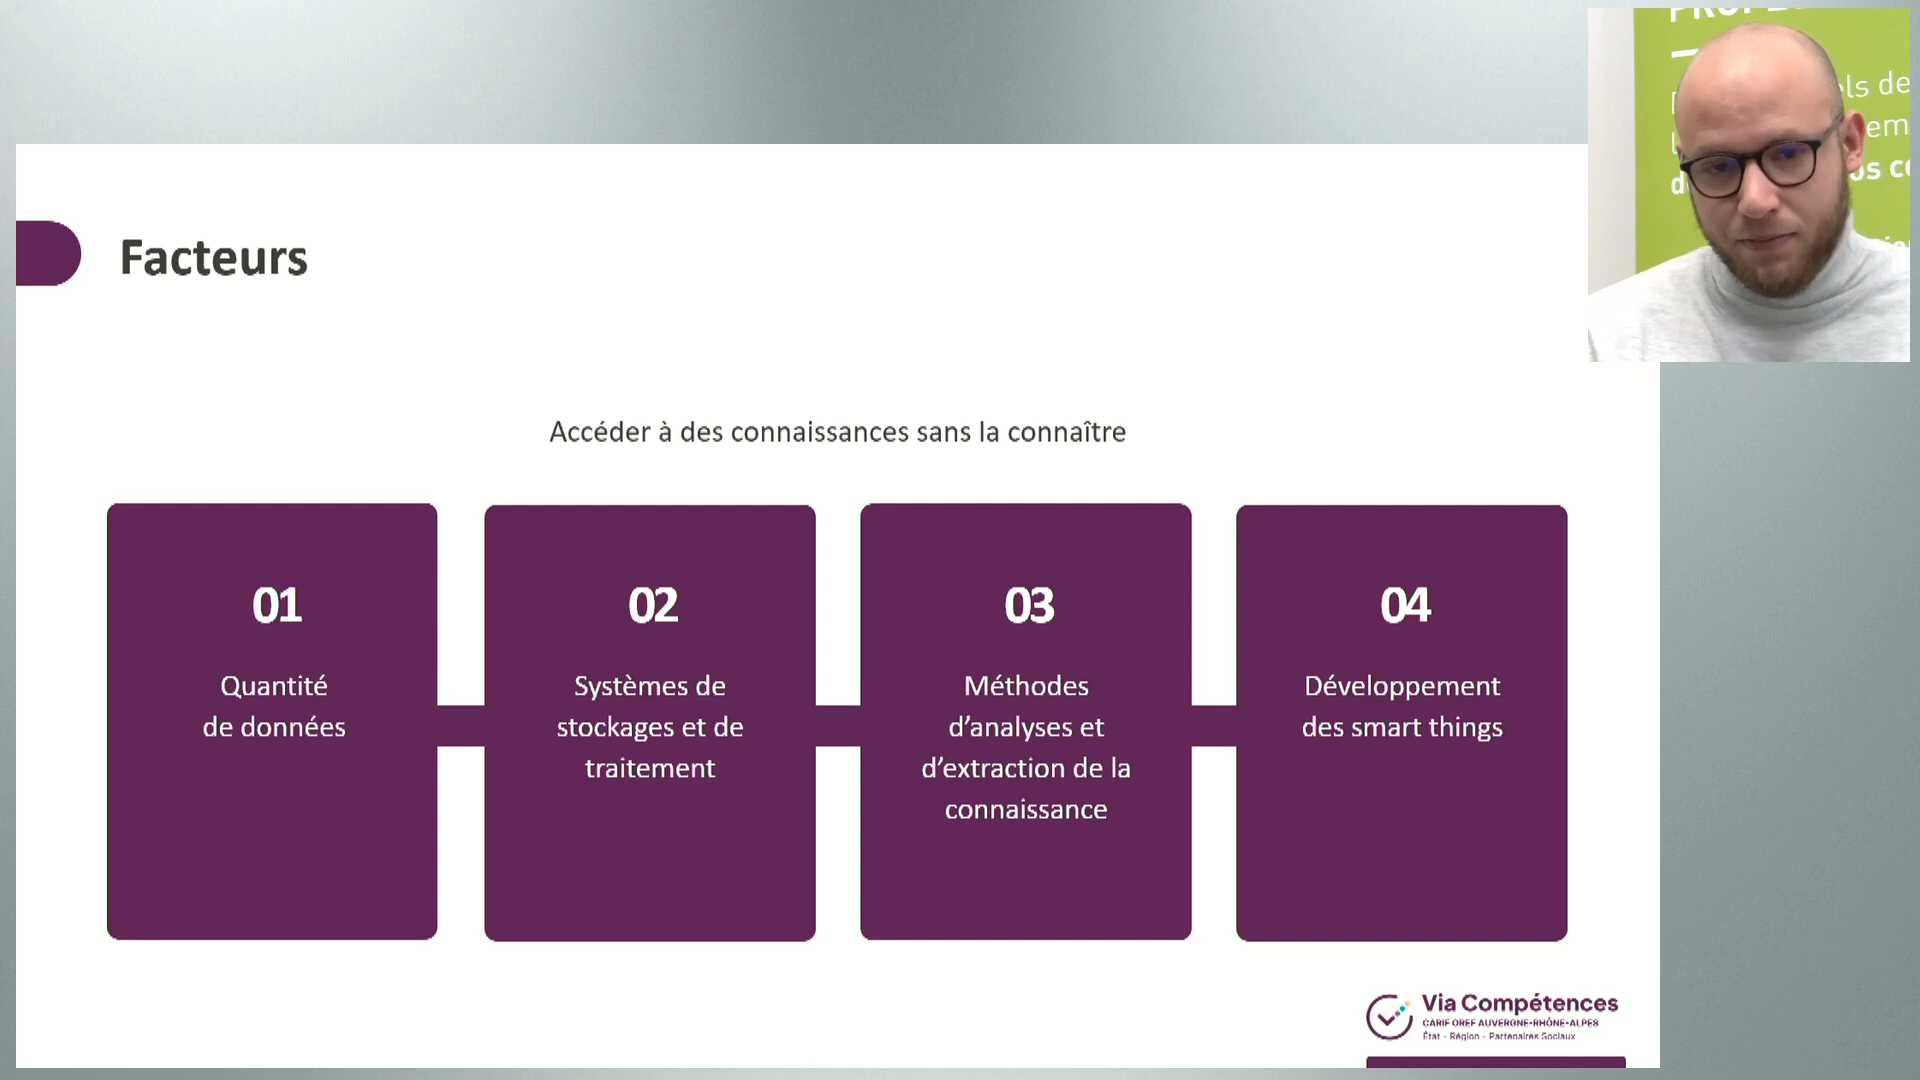 Facteurs
Accéder à des connaissances sans la connaître
01
Quantité
de données
02
Systèmes de
stockages et de
traitement
03
Méthodes
d’analyses et
d’extraction de la
connaissance
04
Développement
des smart things
Via Compétences
CARIF OREF AUVERGNE-RHÔNE-ALPES
État - Région - Partenaires Sociaux
ls de